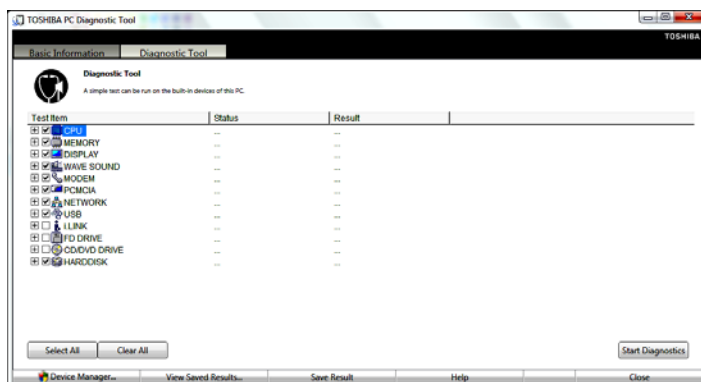 TOSHIBA PC Diagnostic Tool
TOSHIBA
Basic Information Diagnostic Tool
Diagnostic Tool
A simple test can be run on the built-in devices of this PC.
Test Item Status Result
CPU ... ...
MEMORY ... ...
DISPLAY ... ...
WAVE SOUND ... ...
MODEM ... ...
PCMCIA ... ...
NETWORK ... ...
USB ... ...
i.LINK ... ...
FD DRIVE ... ...
CD/DVD DRIVE ... ...
HARDDISK ... ...
Select All Clear All Start Diagnostics
Device Manager... View Saved Results... Save Result Help Close